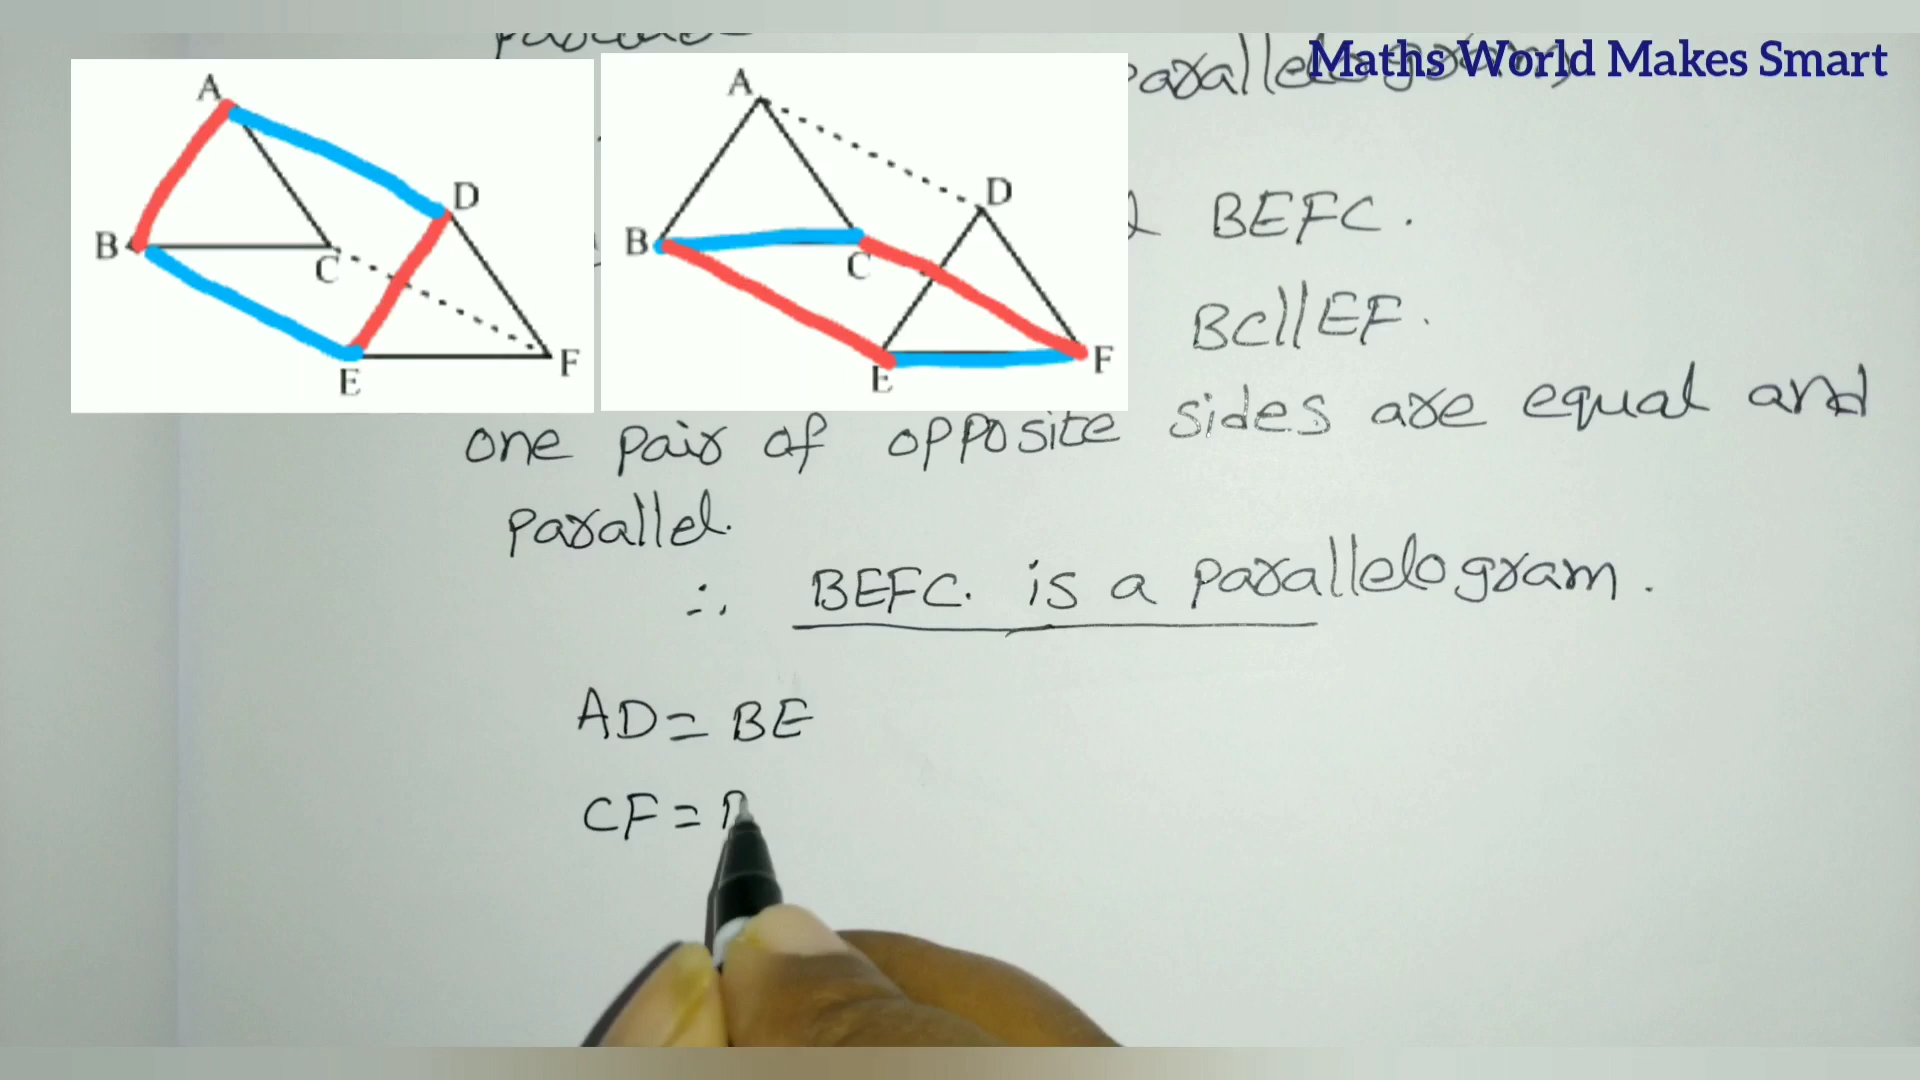 Maths World Makes Smart
A
B
C
D
E
F
A
B
C
D
E
F
BEFC.
BC||EF.
one pair of opposite sides are equal and
parallel.
∴ BEFC. is a parallelogram.
AD = BE
CF =